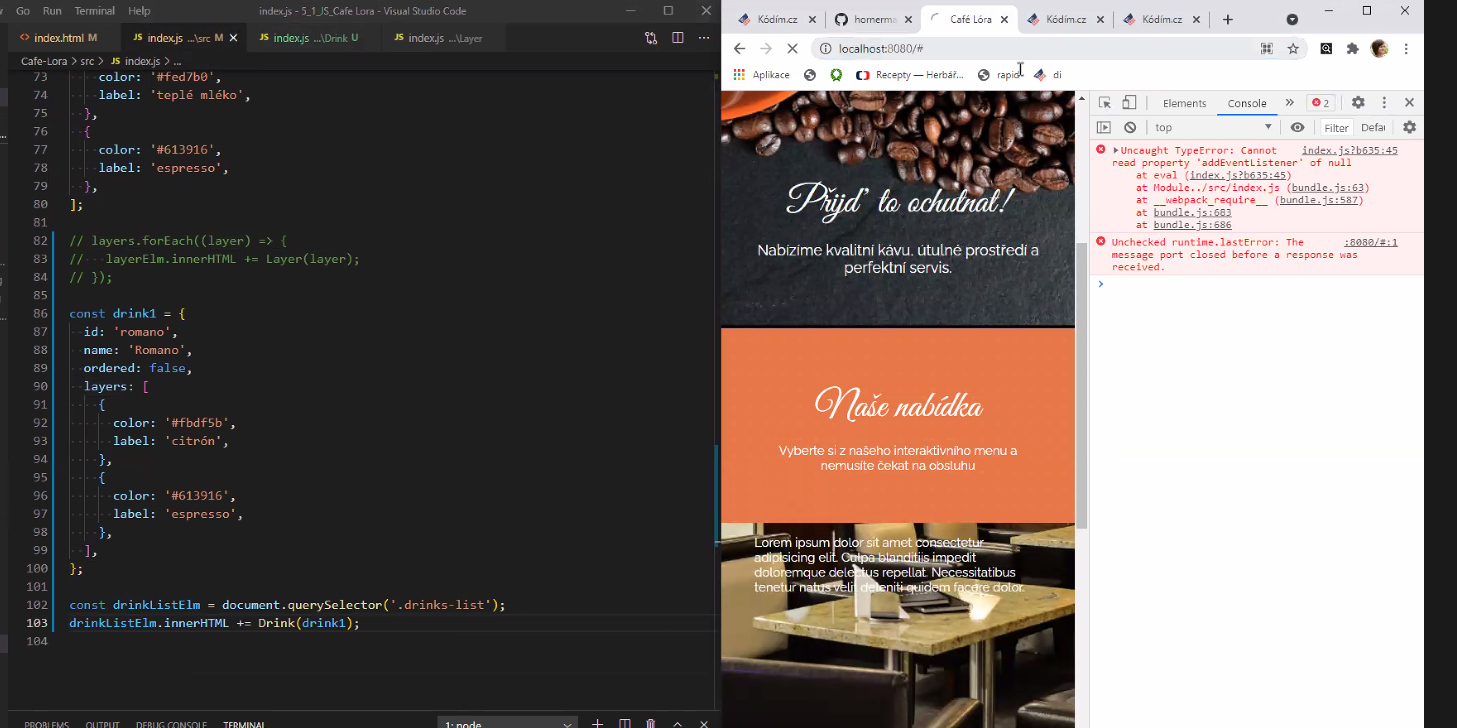 Go Run Terminal Help index.js - 5_1_JS_Cafe Lora - Visual Studio Code
index.html M index.js ...\src M index.js ...\Drink U index.js ...\Layer
Cafe-Lora > src > index.js > ...
73 color: '#fed7b0',
74 label: 'teplé mléko',
75 },
76 {
77 color: '#613916',
78 label: 'espresso',
79 },
80 ];
81
82 // layers.forEach((layer) => {
83 //   layerElm.innerHTML += Layer(layer);
84 // });
85
86 const drink1 = {
87 id: 'romano',
88 name: 'Romano',
89 ordered: false,
90 layers: [
91 {
92 color: '#fbdf5b',
93 label: 'citrón',
94 },
95 {
96 color: '#613916',
97 label: 'espresso',
98 },
99 ],
100 };
101
102 const drinkListElm = document.querySelector('.drinks-list');
103 drinkListElm.innerHTML += Drink(drink1);
104
PROBLEMS OUTPUT DEBUG CONSOLE TERMINAL 1: node
Kódím.cz hornerma Café Lóra Kódím.cz Kódím.cz
localhost:8080/#
Aplikace Recepty — Herbář... rapid di
Přijď to ochutnat!
Nabízíme kvalitní kávu, útulné prostředí a
perfektní servis.
Naše nabídka
Vyberte si z našeho interaktivního menu a
nemusíte čekat na obsluhu
Lorem ipsum dolor sit amet consectetur
adipisicing elit. Culpa blanditiis impedit
doloremque delectus repellat. Necessitatibus
tenetur natus velit deleniti quidem facere dolor.
Elements Console » 2
top Filter Defau
Uncaught TypeError: Cannot index.js?b635:45
read property 'addEventListener' of null
at eval (index.js?b635:45)
at Module../src/index.js (bundle.js:63)
at __webpack_require__ (bundle.js:587)
at bundle.js:683
at bundle.js:686
Unchecked runtime.lastError: The :8080/#:1
message port closed before a response was
received.